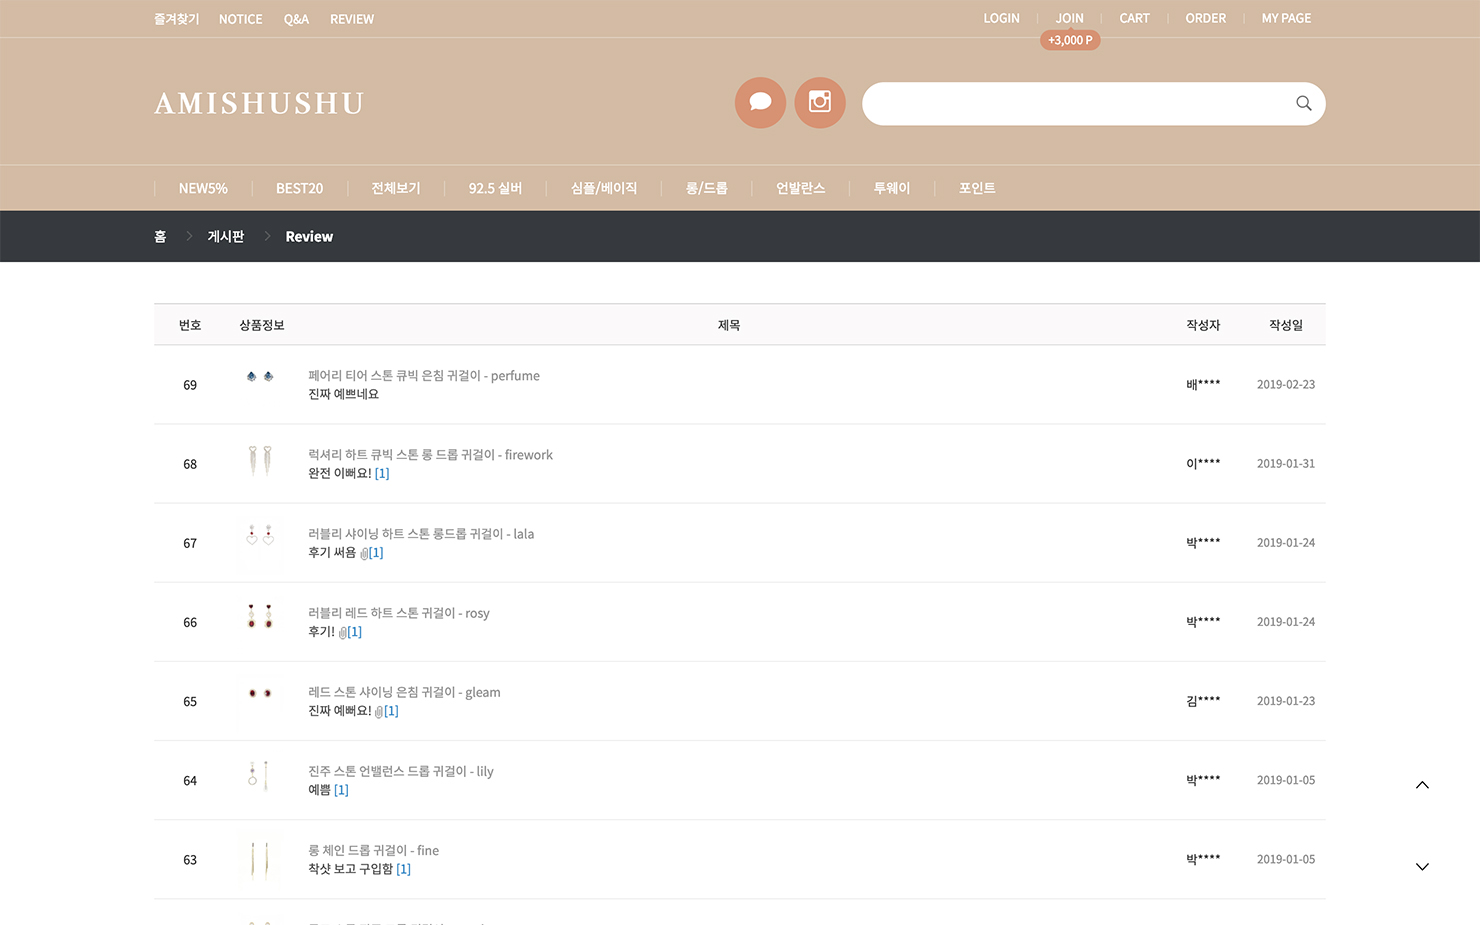 즐겨찾기 NOTICE Q&A REVIEW LOGIN JOIN CART ORDER MY PAGE
+3,000 P
AMISHUSHU
NEW5% BEST20 전체보기 92.5 실버 심플/베이직 롱/드롭 언발란스 투웨이 포인트
홈 게시판 Review
번호 상품정보 제목 작성자 작성일
69 페어리 티어 스톤 큐빅 은침 귀걸이 - perfume
진짜 예쁘네요 배**** 2019-02-23
68 럭셔리 하트 큐빅 스톤 롱 드롭 귀걸이 - firework
완전 이뻐요! [1] 이**** 2019-01-31
67 러블리 샤이닝 하트 스톤 롱드롭 귀걸이 - lala
후기 써욤 [1] 박**** 2019-01-24
66 러블리 레드 하트 스톤 귀걸이 - rosy
후기! [1] 박**** 2019-01-24
65 레드 스톤 샤이닝 은침 귀걸이 - gleam
진짜 예뻐요! [1] 김**** 2019-01-23
64 진주 스톤 언밸런스 드롭 귀걸이 - lily
예쁨 [1] 박**** 2019-01-05
63 롱 체인 드롭 귀걸이 - fine
착샷 보고 구입함 [1] 박**** 2019-01-05